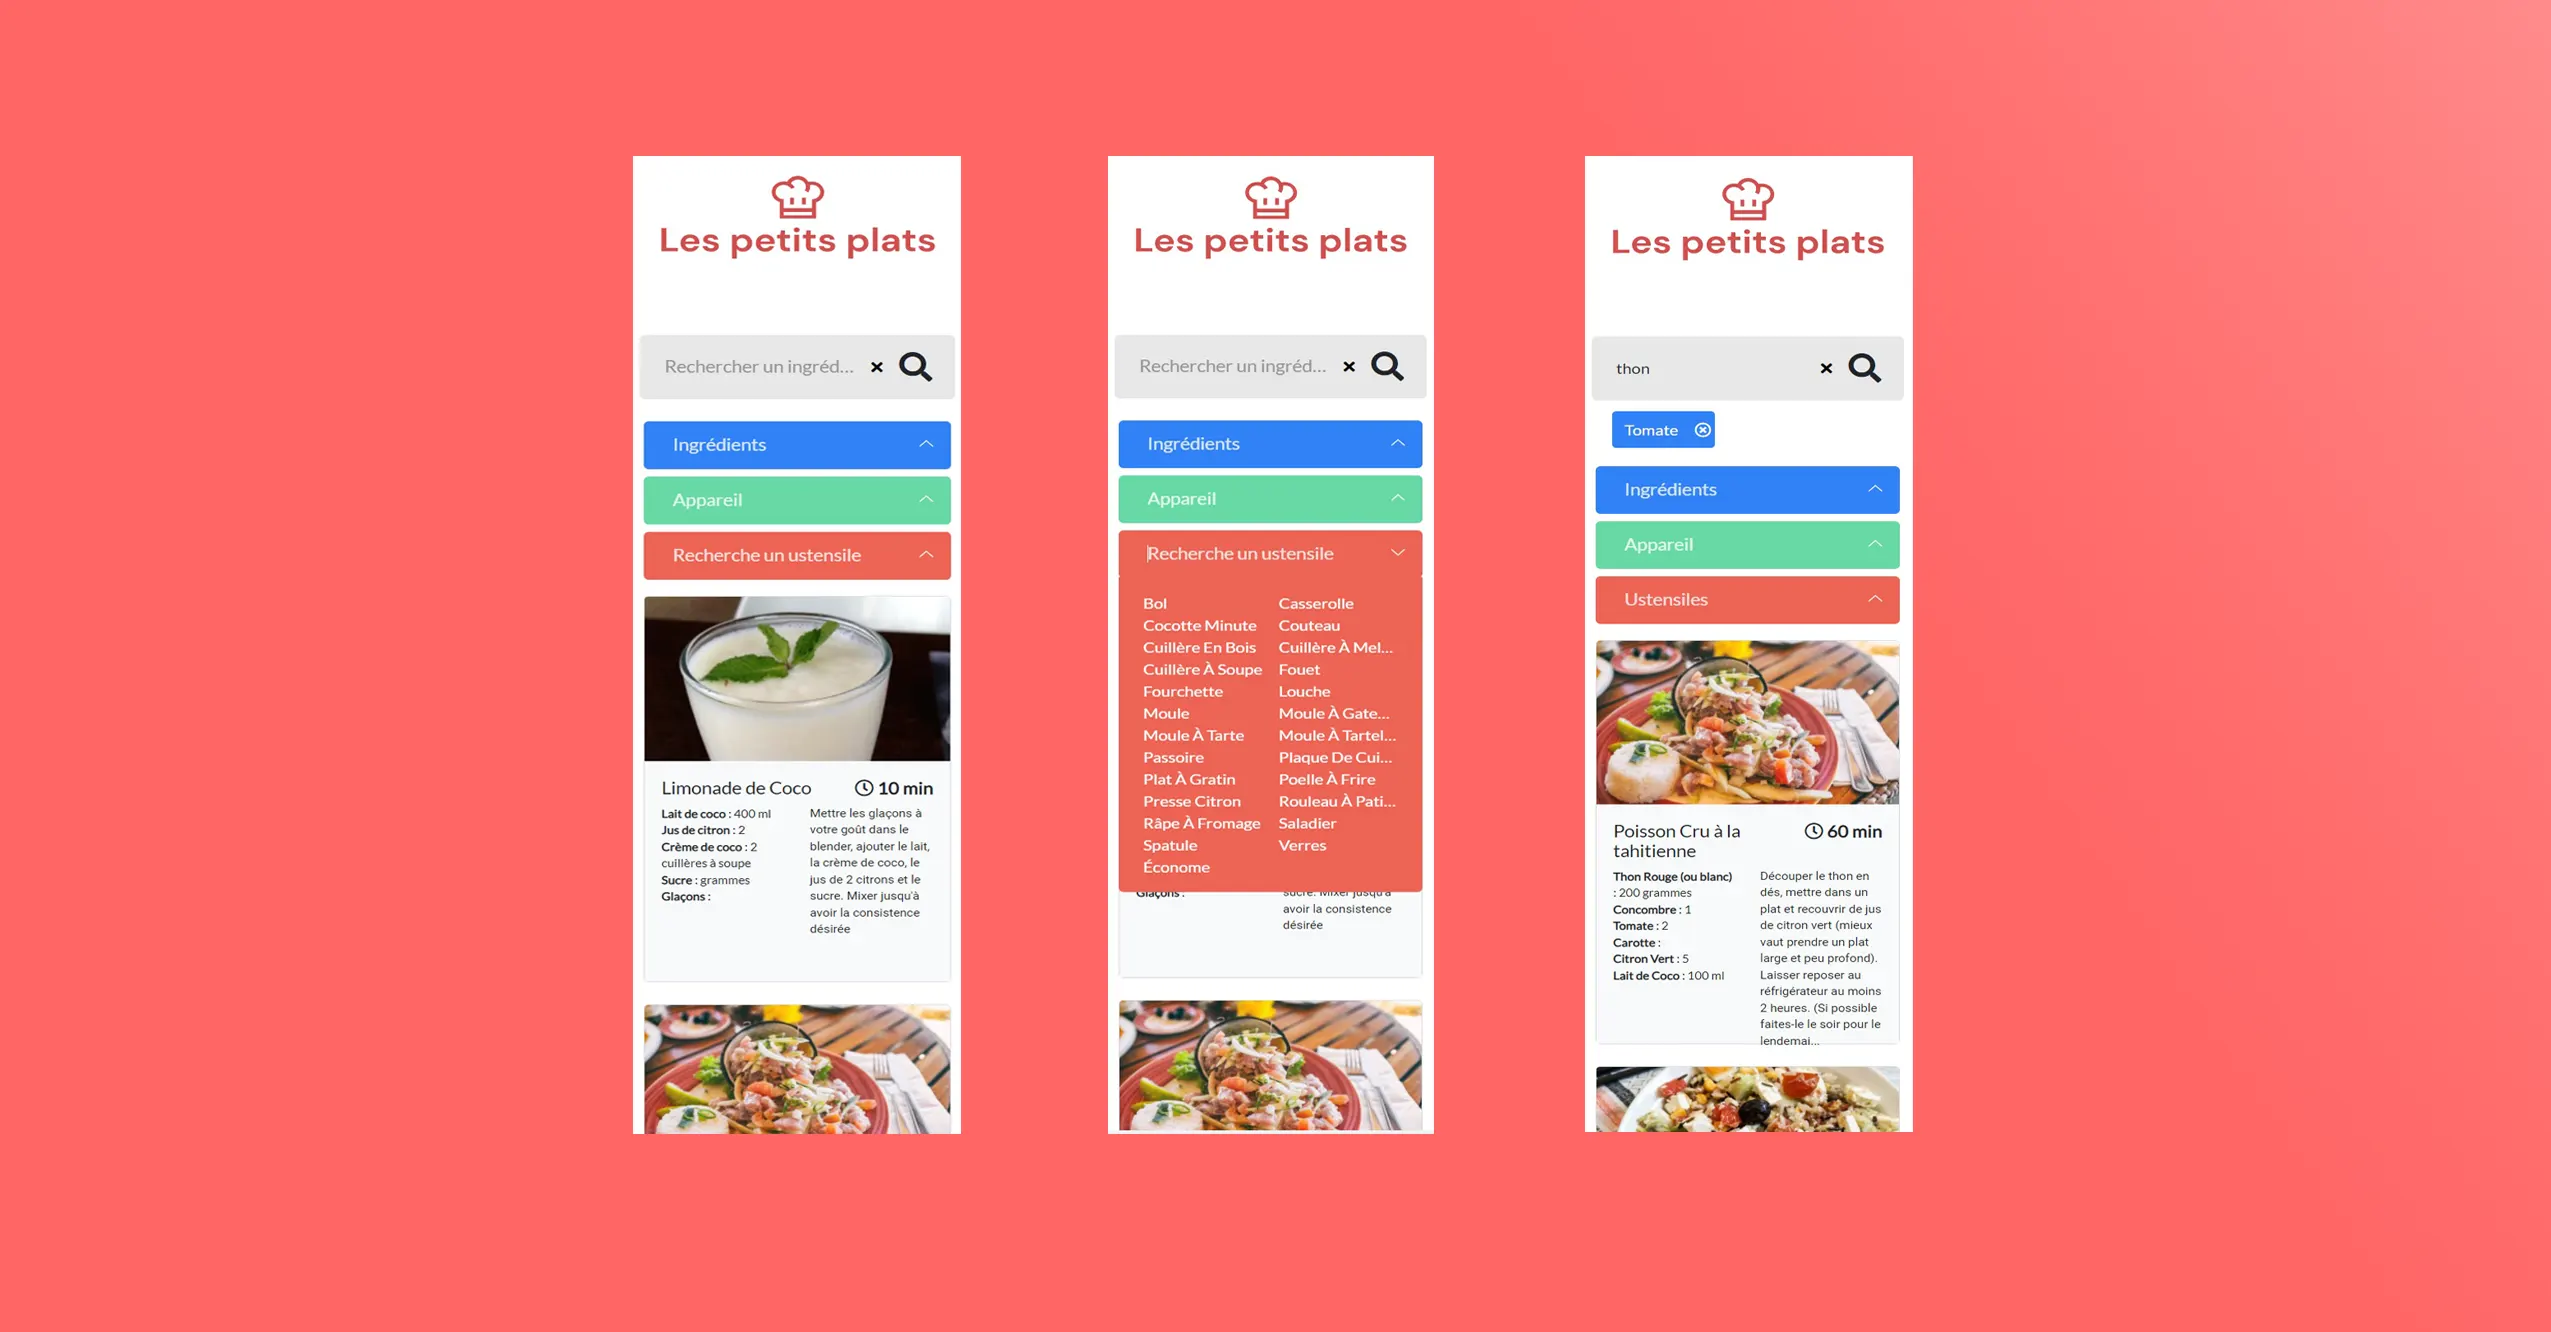 Les petits plats
Rechercher un ingréd...
Ingrédients
Appareil
Recherche un ustensile
Limonade de Coco
10 min
Lait de coco : 400 ml
Jus de citron : 2
Crème de coco : 2
cuillères à soupe
Sucre : grammes
Glaçons :
Mettre les glaçons à
votre goût dans le
blender, ajouter le lait,
la crème de coco, le
jus de 2 citrons et le
sucre. Mixer jusqu'à
avoir la consistence
désirée
Les petits plats
Rechercher un ingréd...
Ingrédients
Appareil
Recherche un ustensile
Bol
Casserolle
Cocotte Minute
Couteau
Cuillère En Bois
Cuillère À Mel...
Cuillère À Soupe
Fouet
Fourchette
Louche
Moule
Moule À Gate...
Moule À Tarte
Moule À Tartel...
Passoire
Plaque De Cui...
Plat À Gratin
Poelle À Frire
Presse Citron
Rouleau À Pati...
Râpe À Fromage
Saladier
Spatule
Verres
Économe
Glaçons :
sucre. Mixer jusqu'à
avoir la consistence
désirée
Les petits plats
thon
Tomate
Ingrédients
Appareil
Ustensiles
Poisson Cru à la
tahitienne
60 min
Thon Rouge (ou blanc)
: 200 grammes
Concombre : 1
Tomate : 2
Carotte :
Citron Vert : 5
Lait de Coco : 100 ml
Découper le thon en
dés, mettre dans un
plat et recouvrir de jus
de citron vert (mieux
vaut prendre un plat
large et peu profond).
Laisser reposer au
réfrigérateur au moins
2 heures. (Si possible
faites-le le soir pour le
lendemai...